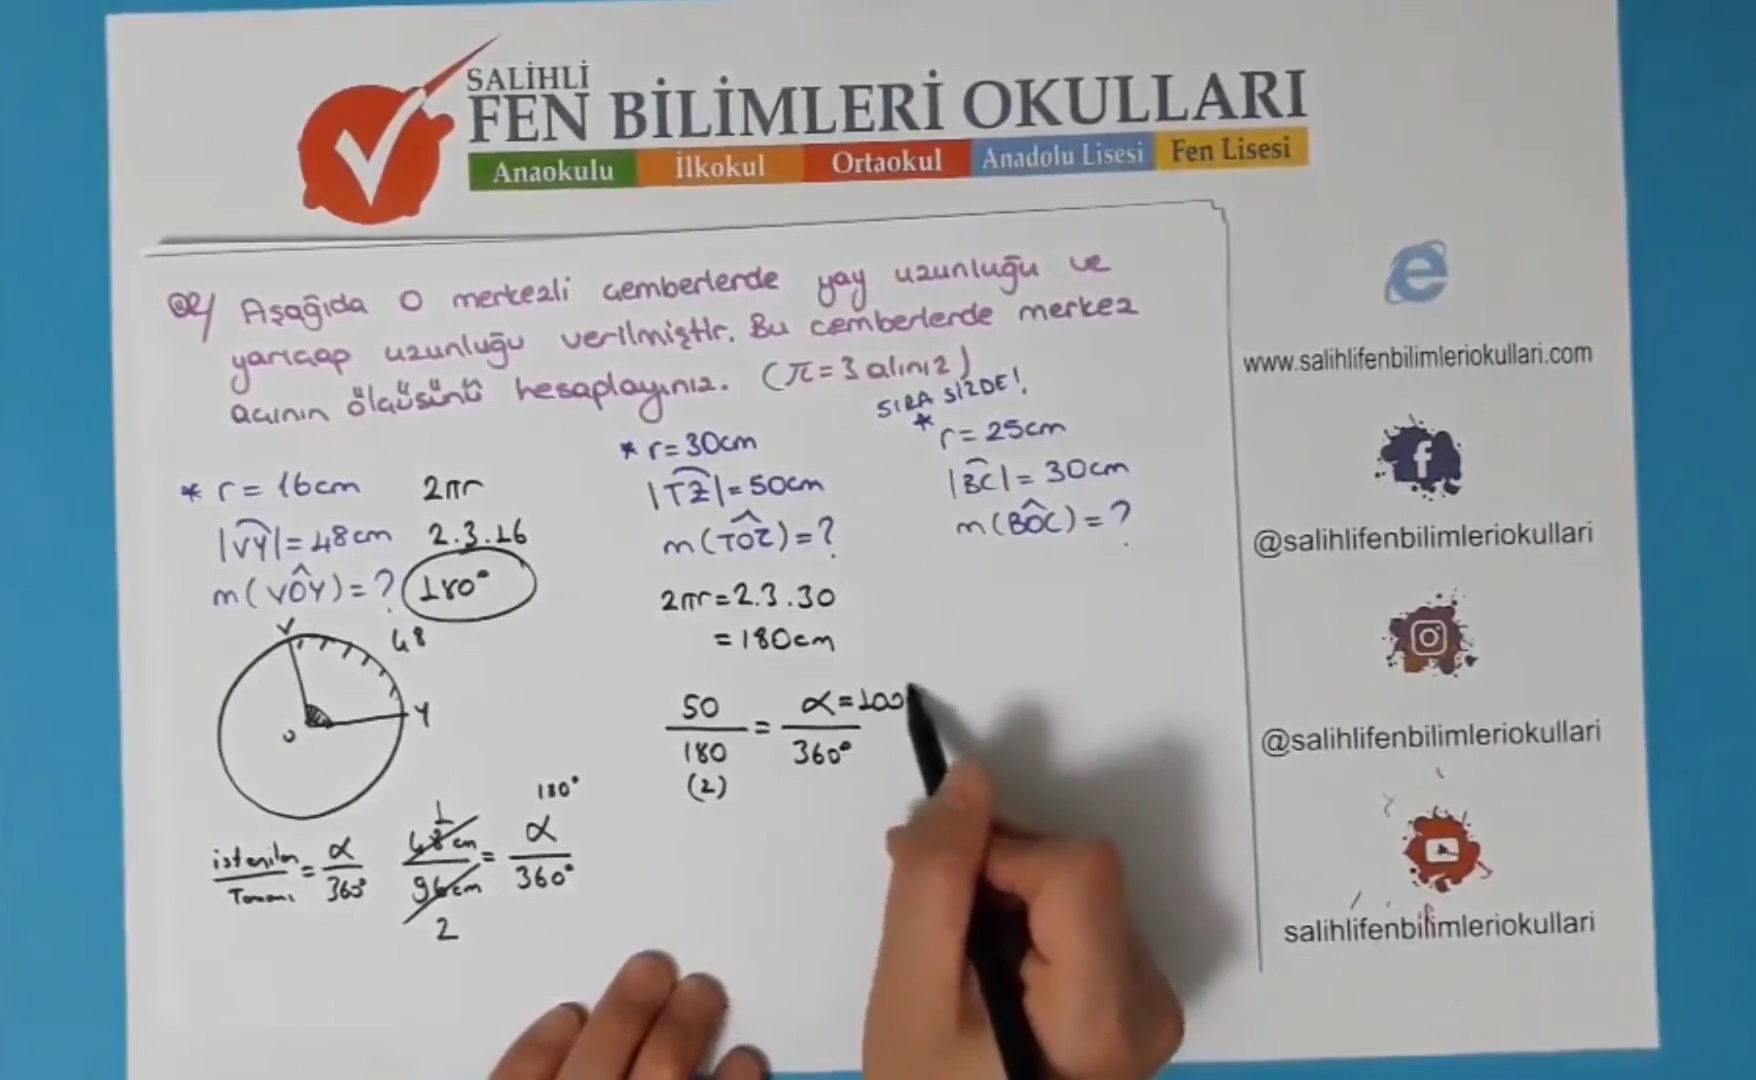 SALİHLİ
FEN BİLİMLERİ OKULLARI
Anaokulu İlkokul Ortaokul Anadolu Lisesi Fen Lisesi
Aşağıda O merkezli çemberlerde yay uzunluğu ve
yarıçap uzunluğu verilmiştir. Bu çemberlerde merkez
açının ölçüsünü hesaplayınız. (π=3 alınız)
SIRA SİZDE!
* r = 16cm
|VY|=48cm
m(VÔY)=?
2πr
2.3.16
180°
V
48
Y
O
istenilen/Tamamı = α/360°
48cm/96cm = α/360°
1
2
180°
* r=30cm
|TZ|=50cm
m(TÔZ)=?
2πr=2.3.30
=180cm
50/180 = α=100/360°
(2)
* r=25cm
|BC|=30cm
m(BÔC)=?
www.salihlifenbilimleriokullari.com
@salihlifenbilimleriokullari
@salihlifenbilimleriokullari
salihlifenbilimleriokullari